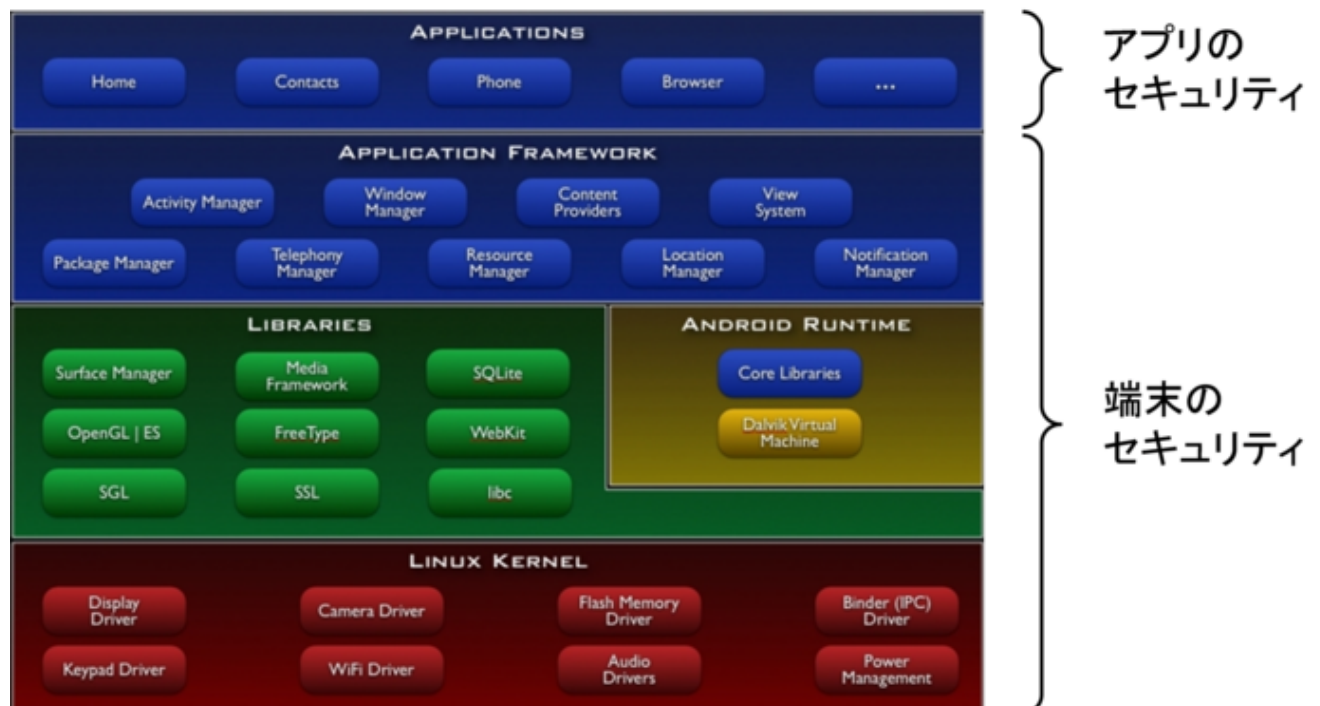 APPLICATIONS
Home
Contacts
Phone
Browser
...
アプリの
セキュリティ
APPLICATION FRAMEWORK
Activity Manager
Window
Manager
Content
Providers
View
System
Package Manager
Telephony
Manager
Resource
Manager
Location
Manager
Notification
Manager
LIBRARIES
Surface Manager
Media
Framework
SQLite
OpenGL | ES
FreeType
WebKit
SGL
SSL
libc
ANDROID RUNTIME
Core Libraries
Dalvik Virtual
Machine
端末の
セキュリティ
LINUX KERNEL
Display
Driver
Camera Driver
Flash Memory
Driver
Binder (IPC)
Driver
Keypad Driver
WiFi Driver
Audio
Drivers
Power
Management